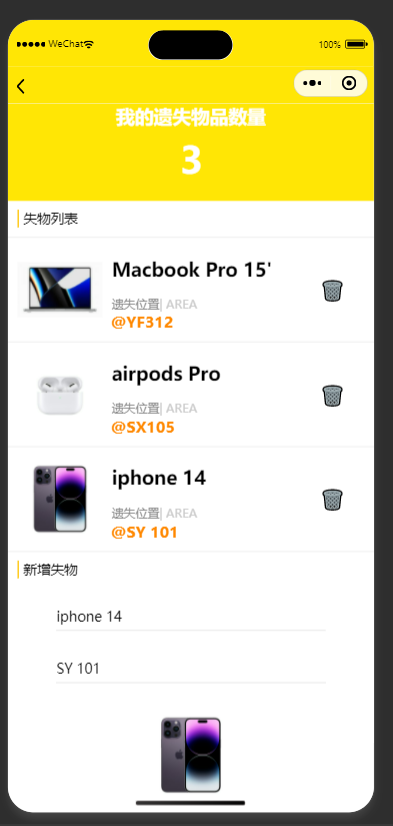 WeChat
100%
我的遗失物品数量
3
失物列表
Macbook Pro 15'
遗失位置| AREA
@YF312
airpods Pro
遗失位置| AREA
@SX105
iphone 14
遗失位置| AREA
@SY 101
新增失物
iphone 14
SY 101